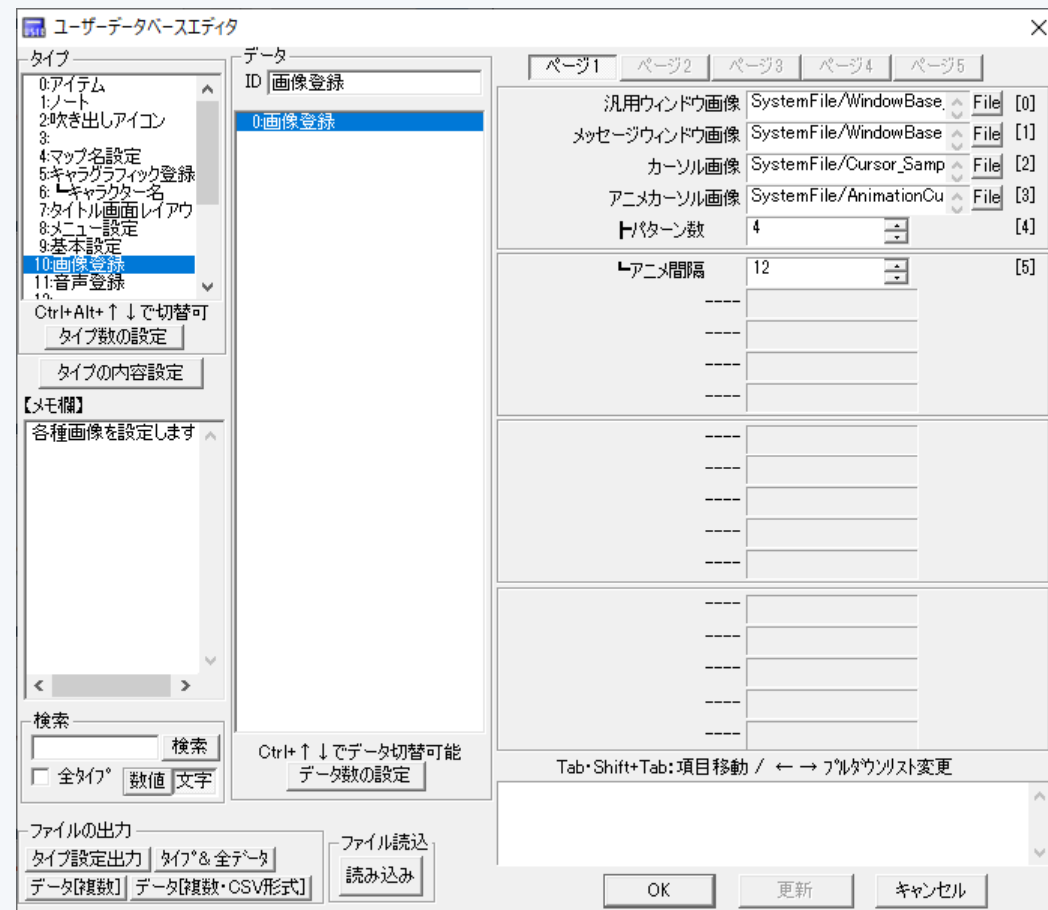 ユーザーデータベースエディタ
タイプ
0:アイテム
1:ノート
2:吹き出しアイコン
3:
4:マップ名設定
5:キャラグラフィック登録
6:┗キャラクター名
7:タイトル画面レイアウ
8:メニュー設定
9:基本設定
10:画像登録
11:音声登録
Ctrl+Alt+↑↓で切替可
タイプ数の設定
タイプの内容設定
【メモ欄】
各種画像を設定します
検索
検索
全タイプ 数値 文字
ファイルの出力
タイプ設定出力 タイプ&全データ
データ[複数] データ[複数・CSV形式]
ファイル読込
読み込み
データ
ID 画像登録
0:画像登録
Ctrl+↑↓でデータ切替可能
データ数の設定
ページ1 ページ2 ページ3 ページ4 ページ5
汎用ウィンドウ画像 SystemFile/WindowBase_ File [0]
メッセージウィンドウ画像 SystemFile/WindowBase File [1]
カーソル画像 SystemFile/Cursor_Samp File [2]
アニメカーソル画像 SystemFile/AnimationCu File [3]
┣パターン数 4 [4]
┗アニメ間隔 12 [5]
----
----
----
----
----
----
----
----
----
----
----
----
----
----
Tab・Shift+Tab:項目移動 / ← → プルダウンリスト変更
OK 更新 キャンセル